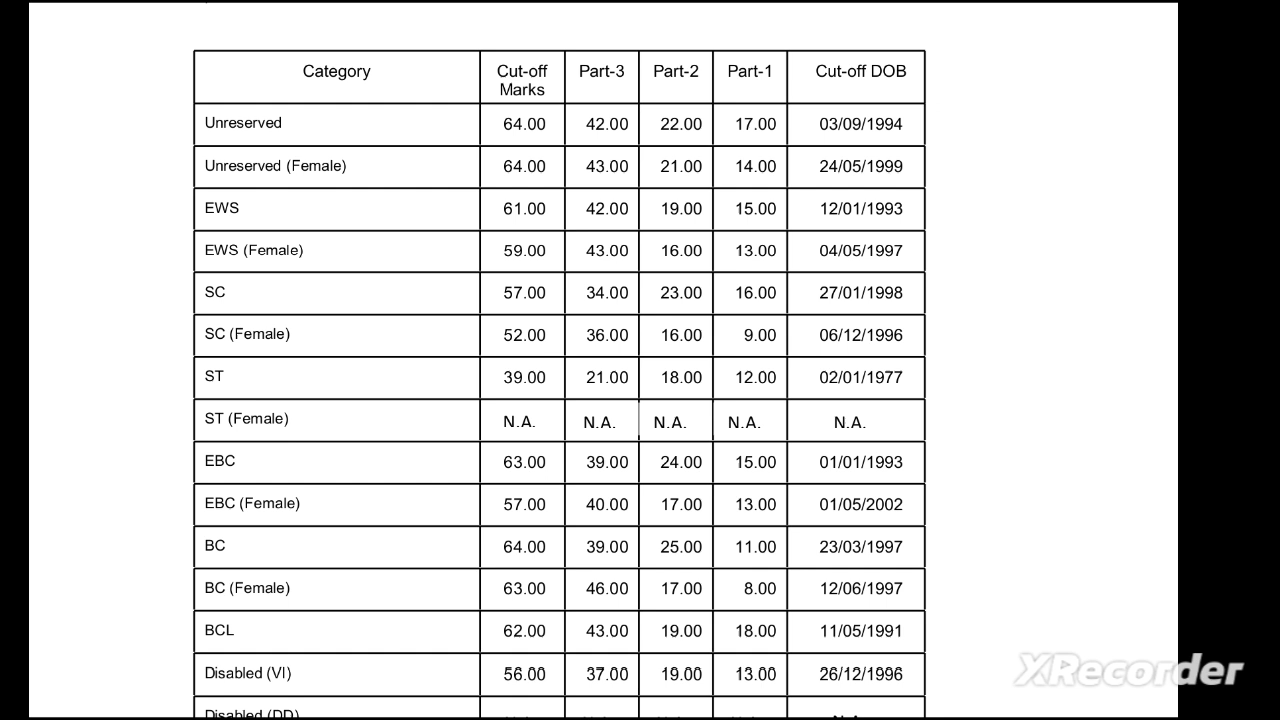 Category Cut-off Marks Part-3 Part-2 Part-1 Cut-off DOB
Unreserved 64.00 42.00 22.00 17.00 03/09/1994
Unreserved (Female) 64.00 43.00 21.00 14.00 24/05/1999
EWS 61.00 42.00 19.00 15.00 12/01/1993
EWS (Female) 59.00 43.00 16.00 13.00 04/05/1997
SC 57.00 34.00 23.00 16.00 27/01/1998
SC (Female) 52.00 36.00 16.00 9.00 06/12/1996
ST 39.00 21.00 18.00 12.00 02/01/1977
ST (Female) N.A. N.A. N.A. N.A. N.A.
EBC 63.00 39.00 24.00 15.00 01/01/1993
EBC (Female) 57.00 40.00 17.00 13.00 01/05/2002
BC 64.00 39.00 25.00 11.00 23/03/1997
BC (Female) 63.00 46.00 17.00 8.00 12/06/1997
BCL 62.00 43.00 19.00 18.00 11/05/1991
Disabled (VI) 56.00 37.00 19.00 13.00 26/12/1996
Disabled (DD)
XRecorder